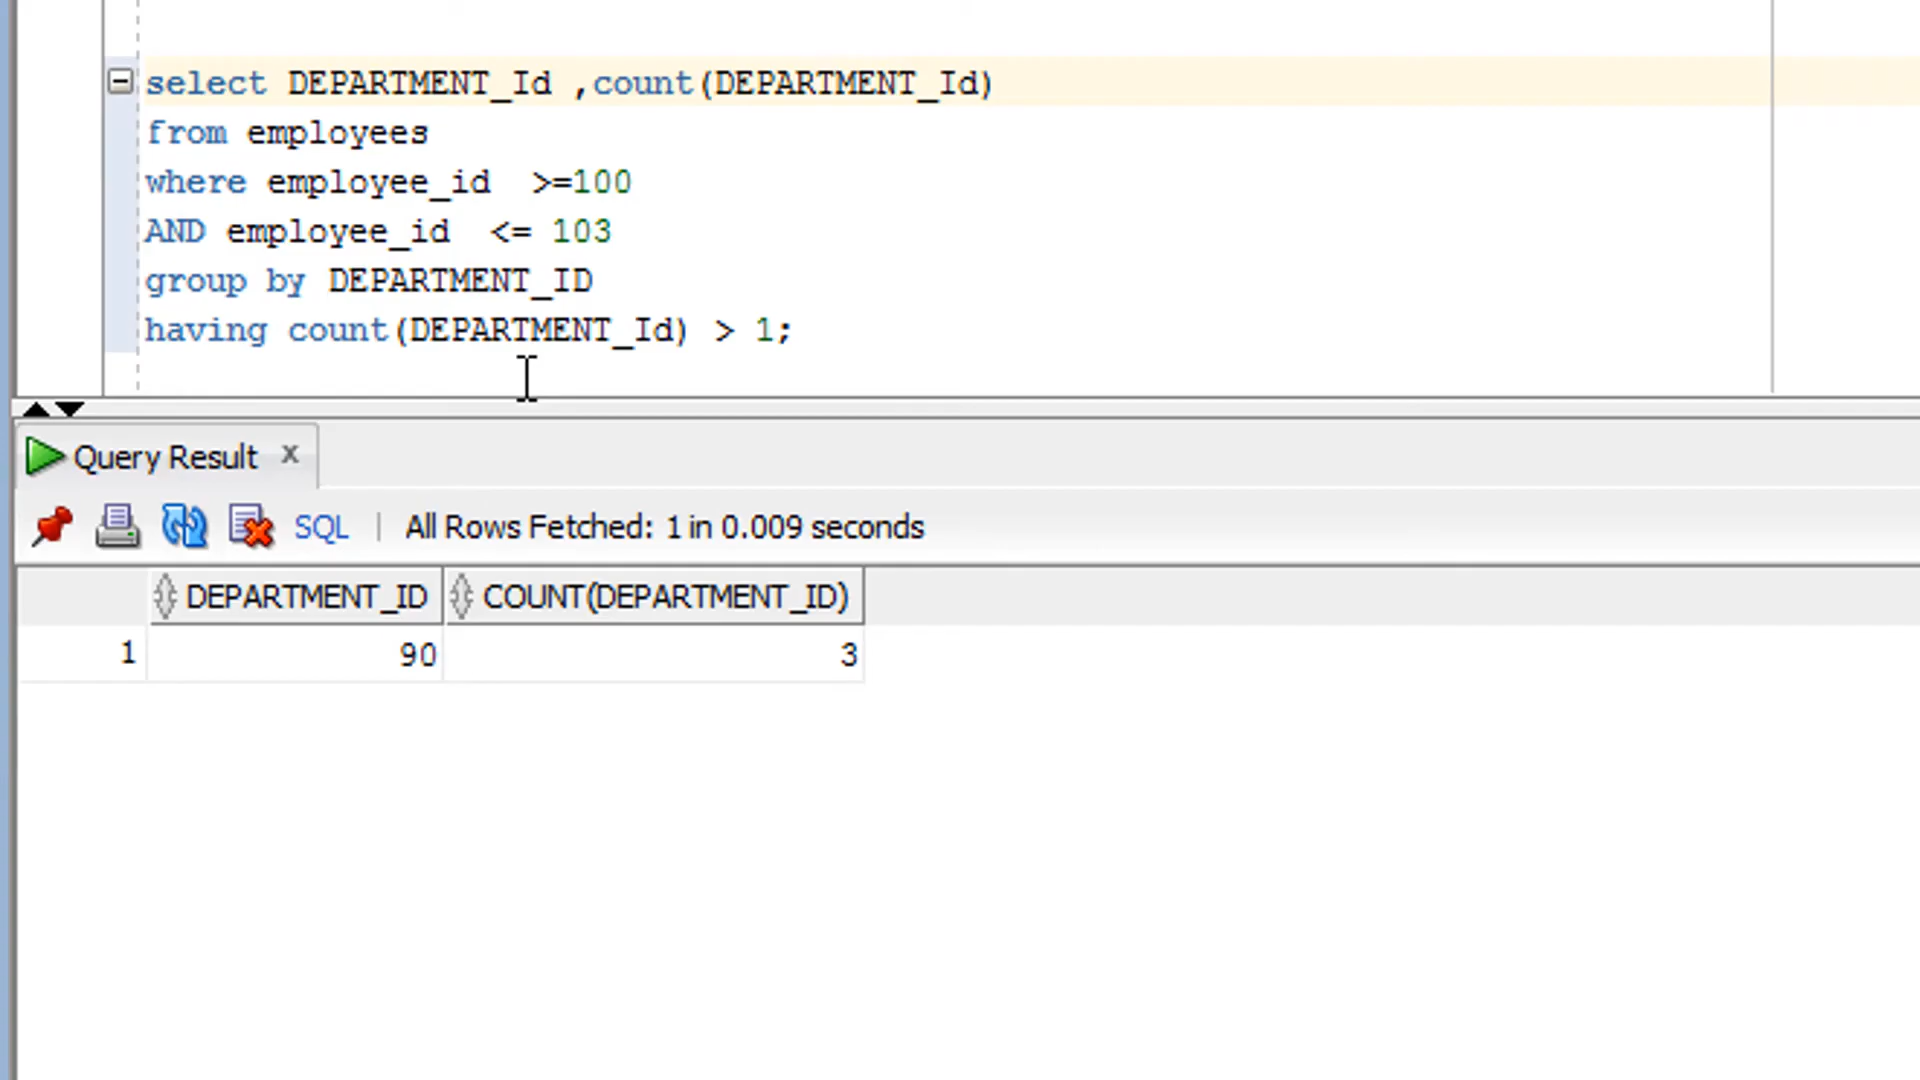 select DEPARTMENT_Id ,count(DEPARTMENT_Id)
from employees
where employee_id  >=100
AND employee_id  <= 103
group by DEPARTMENT_ID
having count(DEPARTMENT_Id) > 1;
Query Result x
SQL | All Rows Fetched: 1 in 0.009 seconds
DEPARTMENT_ID COUNT(DEPARTMENT_ID)
1 90 3